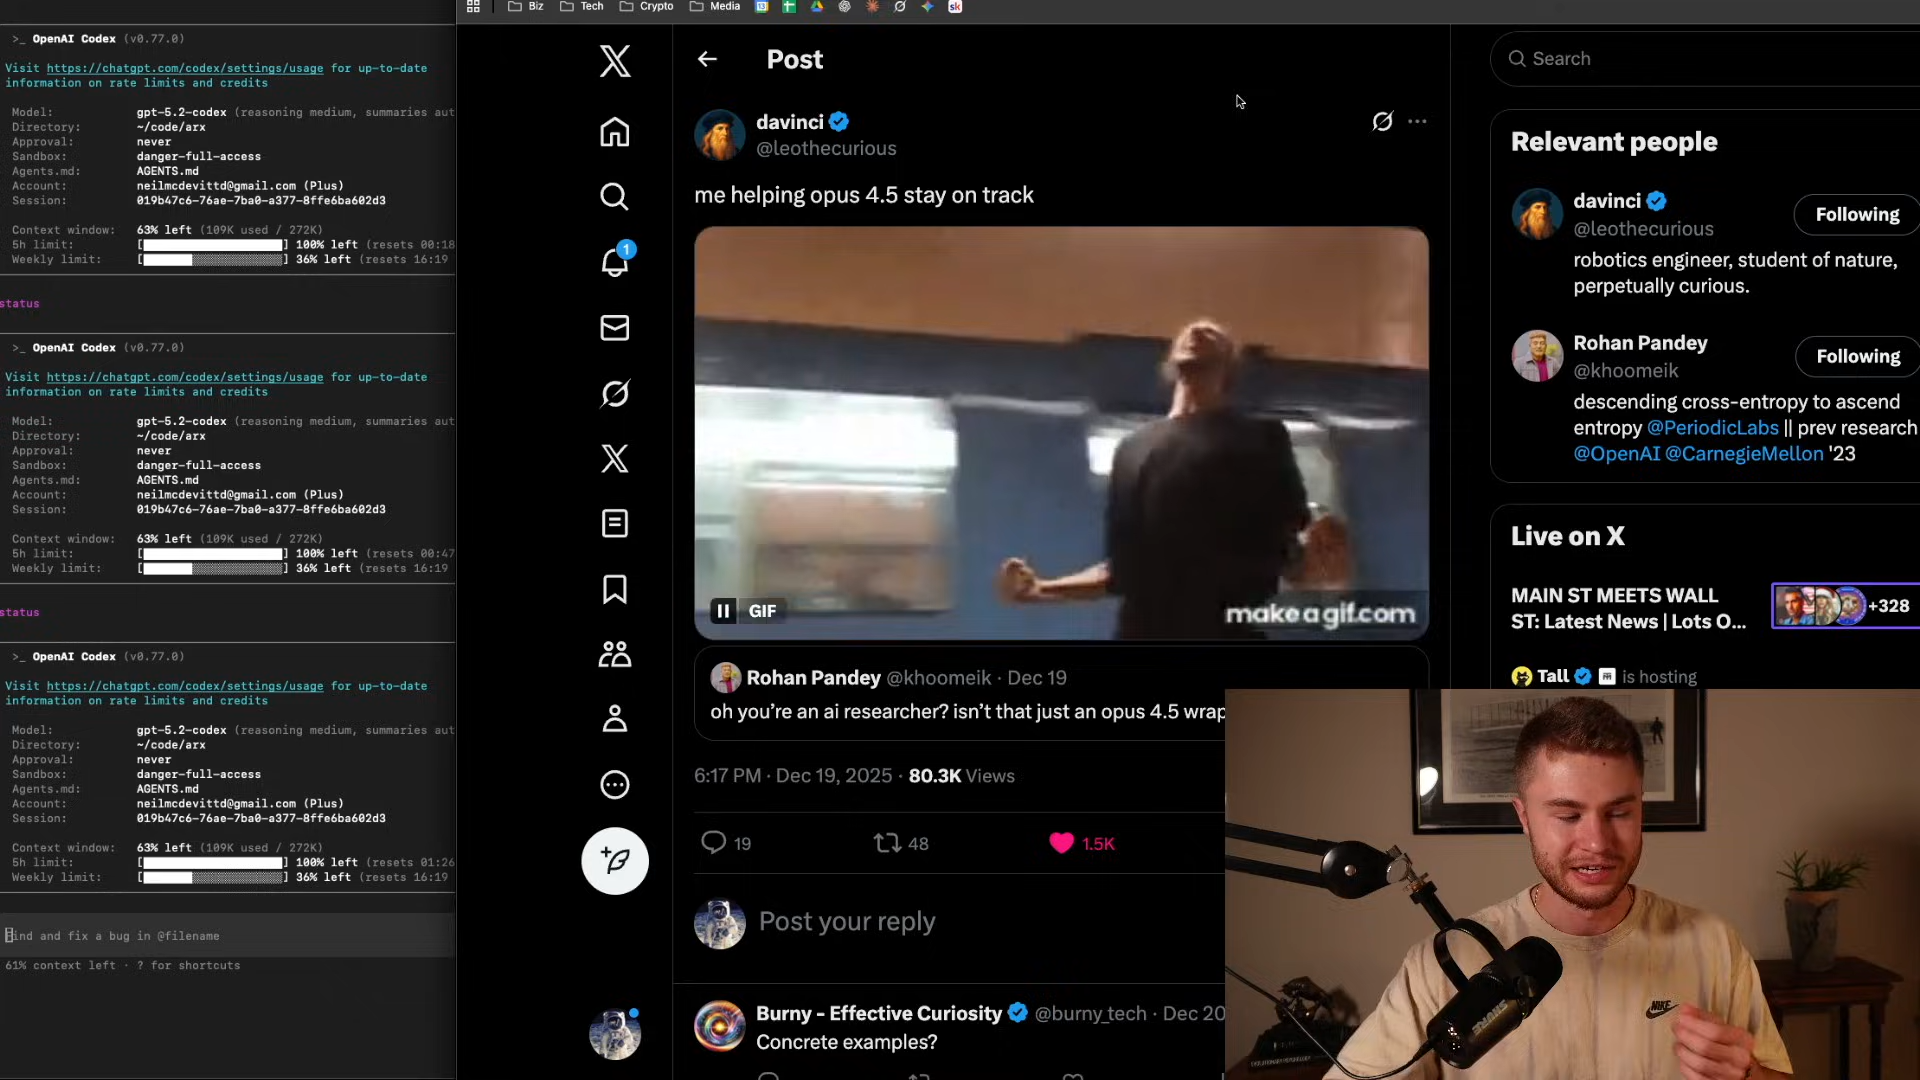 >_ OpenAI Codex (v0.77.0)
Visit https://chatgpt.com/codex/settings/usage for up-to-date
information on rate limits and credits
Model: gpt-5.2-codex (reasoning medium, summaries aut
Directory: ~/code/arx
Approval: never
Sandbox: danger-full-access
Agents.md: AGENTS.md
Account: neilmcdevittd@gmail.com (Plus)
Session: 019b47c6-76ae-7ba0-a377-8ffe6ba602d3
Context window: 63% left (109K used / 272K)
5h limit: [ ] 100% left (resets 00:18
Weekly limit: [ ] 36% left (resets 16:19
status
>_ OpenAI Codex (v0.77.0)
Visit https://chatgpt.com/codex/settings/usage for up-to-date
information on rate limits and credits
Model: gpt-5.2-codex (reasoning medium, summaries aut
Directory: ~/code/arx
Approval: never
Sandbox: danger-full-access
Agents.md: AGENTS.md
Account: neilmcdevittd@gmail.com (Plus)
Session: 019b47c6-76ae-7ba0-a377-8ffe6ba602d3
Context window: 63% left (109K used / 272K)
5h limit: [ ] 100% left (resets 00:47
Weekly limit: [ ] 36% left (resets 16:19
status
>_ OpenAI Codex (v0.77.0)
Visit https://chatgpt.com/codex/settings/usage for up-to-date
information on rate limits and credits
Model: gpt-5.2-codex (reasoning medium, summaries aut
Directory: ~/code/arx
Approval: never
Sandbox: danger-full-access
Agents.md: AGENTS.md
Account: neilmcdevittd@gmail.com (Plus)
Session: 019b47c6-76ae-7ba0-a377-8ffe6ba602d3
Context window: 63% left (109K used / 272K)
5h limit: [ ] 100% left (resets 01:26
Weekly limit: [ ] 36% left (resets 16:19
ind and fix a bug in @filename
61% context left · ? for shortcuts
Biz Tech Crypto Media
Post
davinci
@leothecurious
me helping opus 4.5 stay on track
GIF
makeagif.com
Rohan Pandey @khoomeik · Dec 19
oh you're an ai researcher? isn't that just an opus 4.5 wrap
6:17 PM · Dec 19, 2025 · 80.3K Views
19 48 1.5K
Post your reply
Burny - Effective Curiosity @burny_tech · Dec 20
Concrete examples?
1
Search
Relevant people
davinci
@leothecurious
Following
robotics engineer, student of nature,
perpetually curious.
Rohan Pandey
@khoomeik
Following
descending cross-entropy to ascend
entropy @PeriodicLabs || prev research
@OpenAI @CarnegieMellon '23
Live on X
MAIN ST MEETS WALL
ST: Latest News | Lots O...
+328
Tall is hosting
SHURE
NIKE